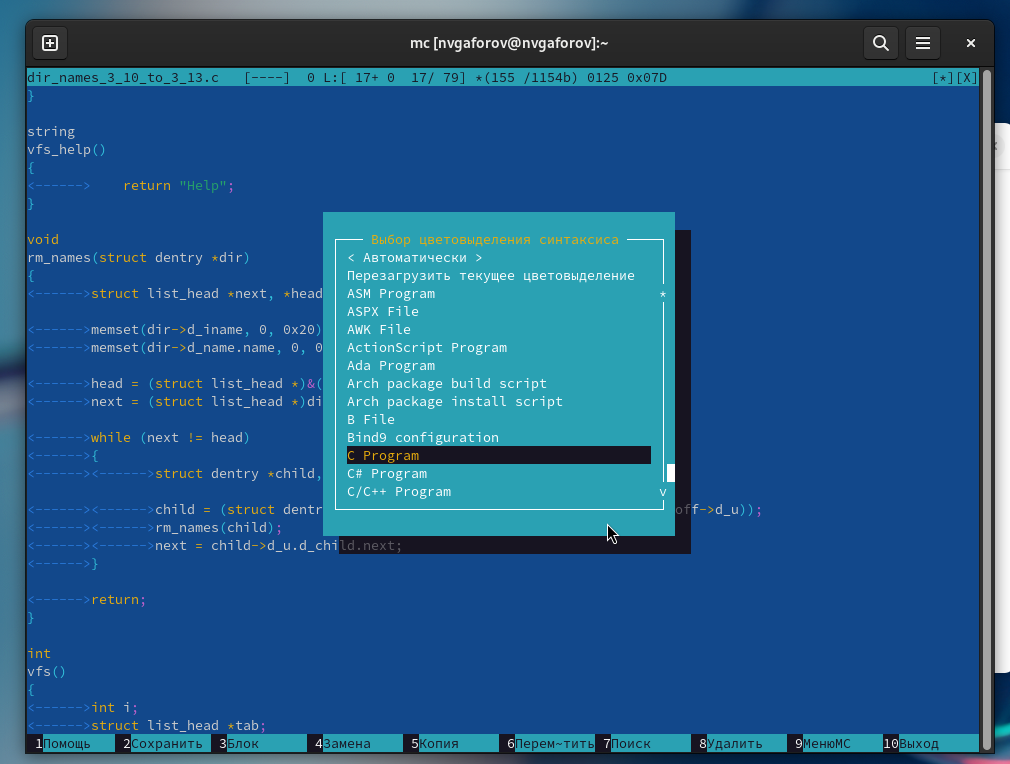 mc [nvgaforov@nvgaforov]:~
dir_names_3_10_to_3_13.c   [----]  0 L:[ 17+ 0  17/ 79] *(155 /1154b) 0125 0x07D [*][X]
}
string
vfs_help()
{
<------>    return "Help";
}
void
rm_names(struct dentry *dir)
{
<------>struct list_head *next, *head
<------>memset(dir->d_iname, 0, 0x20)
<------>memset(dir->d_name.name, 0, 0
<------>head = (struct list_head *)&(
<------>next = (struct list_head *)di
<------>while (next != head)
<------>{
<------><------>struct dentry *child,
<------><------>child = (struct dentr off->d_u));
<------><------>rm_names(child);
<------><------>next = child->d_u.d_child.next;
<------>}
<------>return;
}
int
vfs()
{
<------>int i;
<------>struct list_head *tab;
Выбор цветовыделения синтаксиса
< Автоматически >
Перезагрузить текущее цветовыделение
ASM Program *
ASPX File
AWK File
ActionScript Program
Ada Program
Arch package build script
Arch package install script
B File
Bind9 configuration
C Program
C# Program
C/C++ Program v
1Помощь 2Сохранить 3Блок 4Замена 5Копия 6Перем~тить 7Поиск 8Удалить 9МенюMC 10Выход